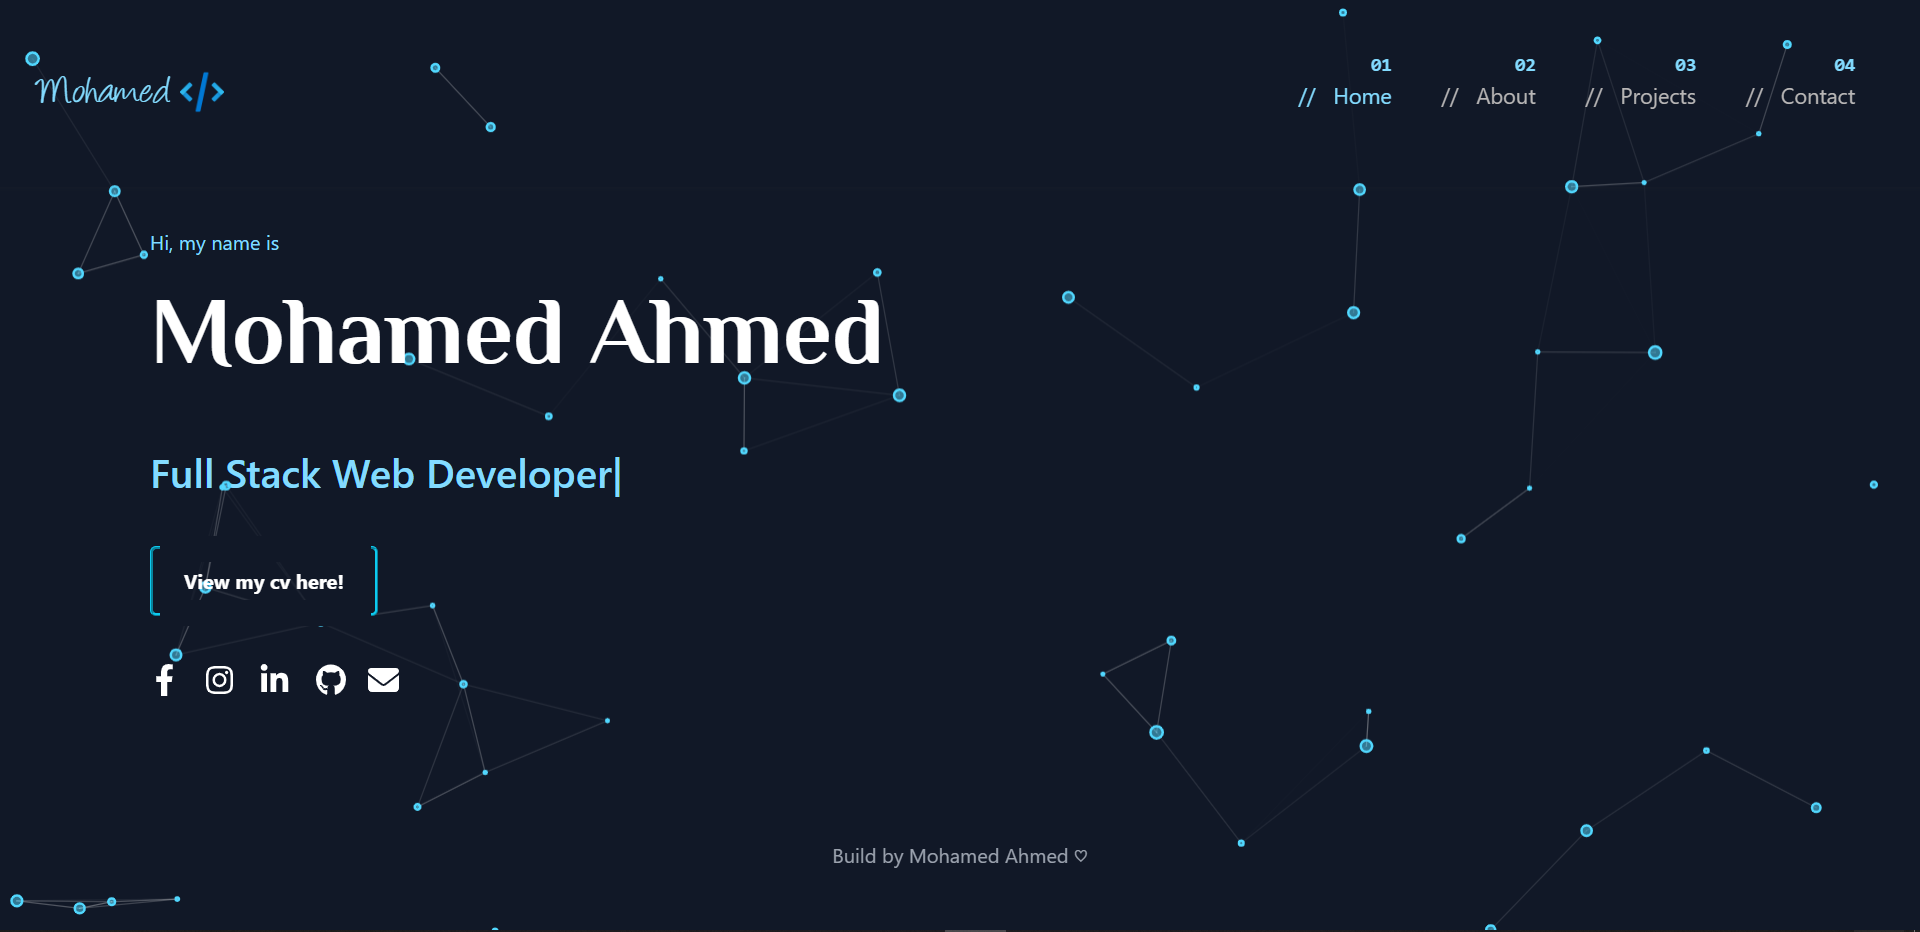 Mohamed </>
01 02 03 04
// Home // About // Projects // Contact
Hi, my name is
Mohamed Ahmed
Full Stack Web Developer|
View my cv here!
Build by Mohamed Ahmed ♡